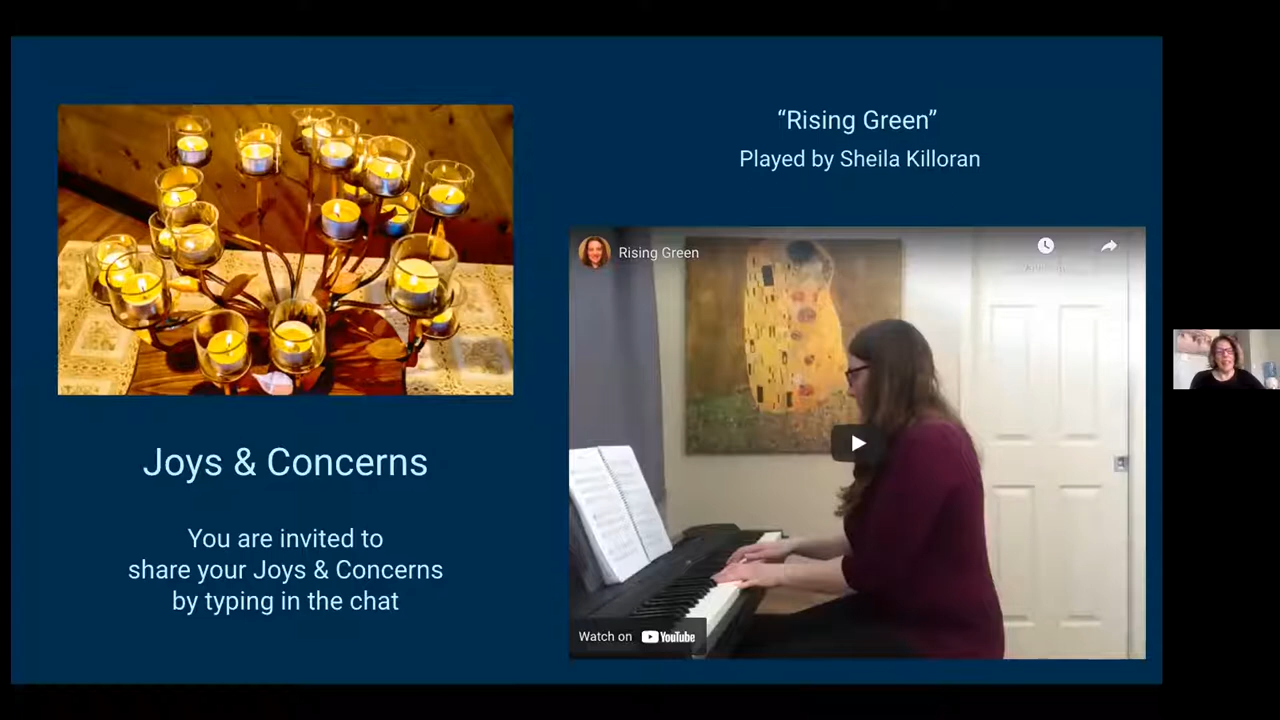 “Rising Green”
Played by Sheila Killoran
Rising Green
Watch on YouTube
Joys & Concerns
You are invited to
share your Joys & Concerns
by typing in the chat